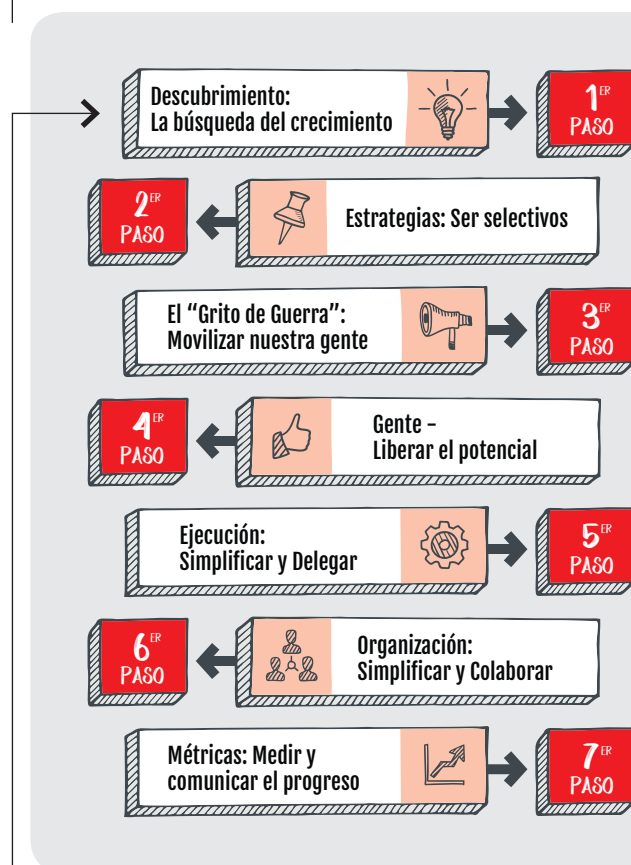 Descubrimiento:
La búsqueda del crecimiento
1ER
PASO
2ER
PASO
Estrategias: Ser selectivos
El “Grito de Guerra”:
Movilizar nuestra gente
3ER
PASO
4ER
PASO
Gente –
Liberar el potencial
Ejecución:
Simplificar y Delegar
5ER
PASO
6ER
PASO
Organización:
Simplificar y Colaborar
Métricas: Medir y
comunicar el progreso
7ER
PASO